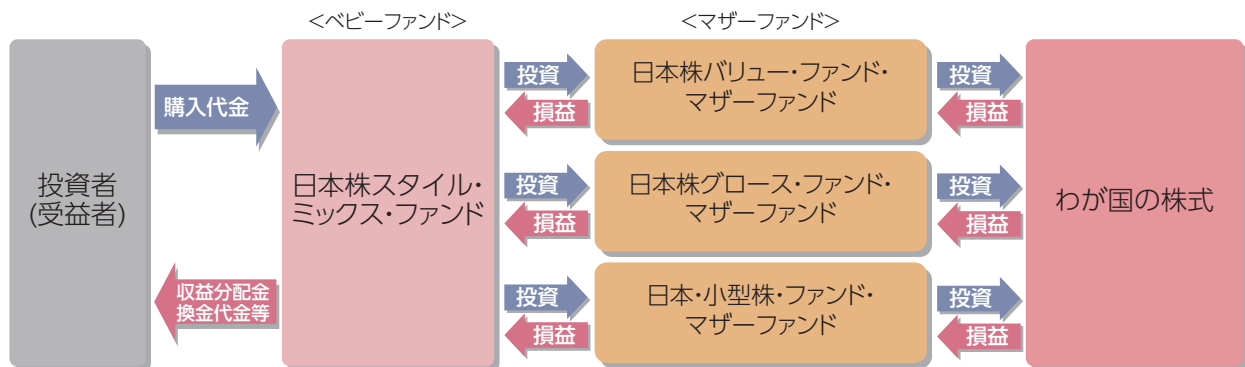 <ベビーファンド>
<マザーファンド>
投資者
(受益者)
購入代金
収益分配金
換金代金等
日本株スタイル・
ミックス・ファンド
投資
損益
日本株バリュー・ファンド・
マザーファンド
投資
損益
投資
損益
日本株グロース・ファンド・
マザーファンド
投資
損益
投資
損益
日本・小型株・ファンド・
マザーファンド
投資
損益
わが国の株式